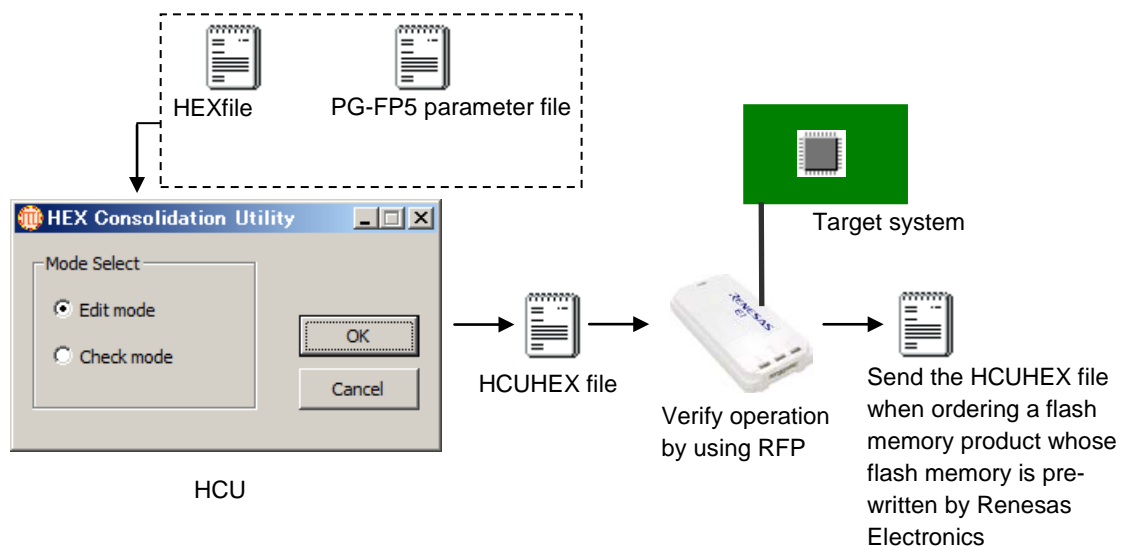 HEXfile
PG-FP5 parameter file
HEX Consolidation Utility
Mode Select
Edit mode
Check mode
OK
Cancel
HCU
HCUHEX file
RENESAS
E1
Target system
Verify operation
by using RFP
Send the HCUHEX file
when ordering a flash
memory product whose
flash memory is pre-
written by Renesas
Electronics